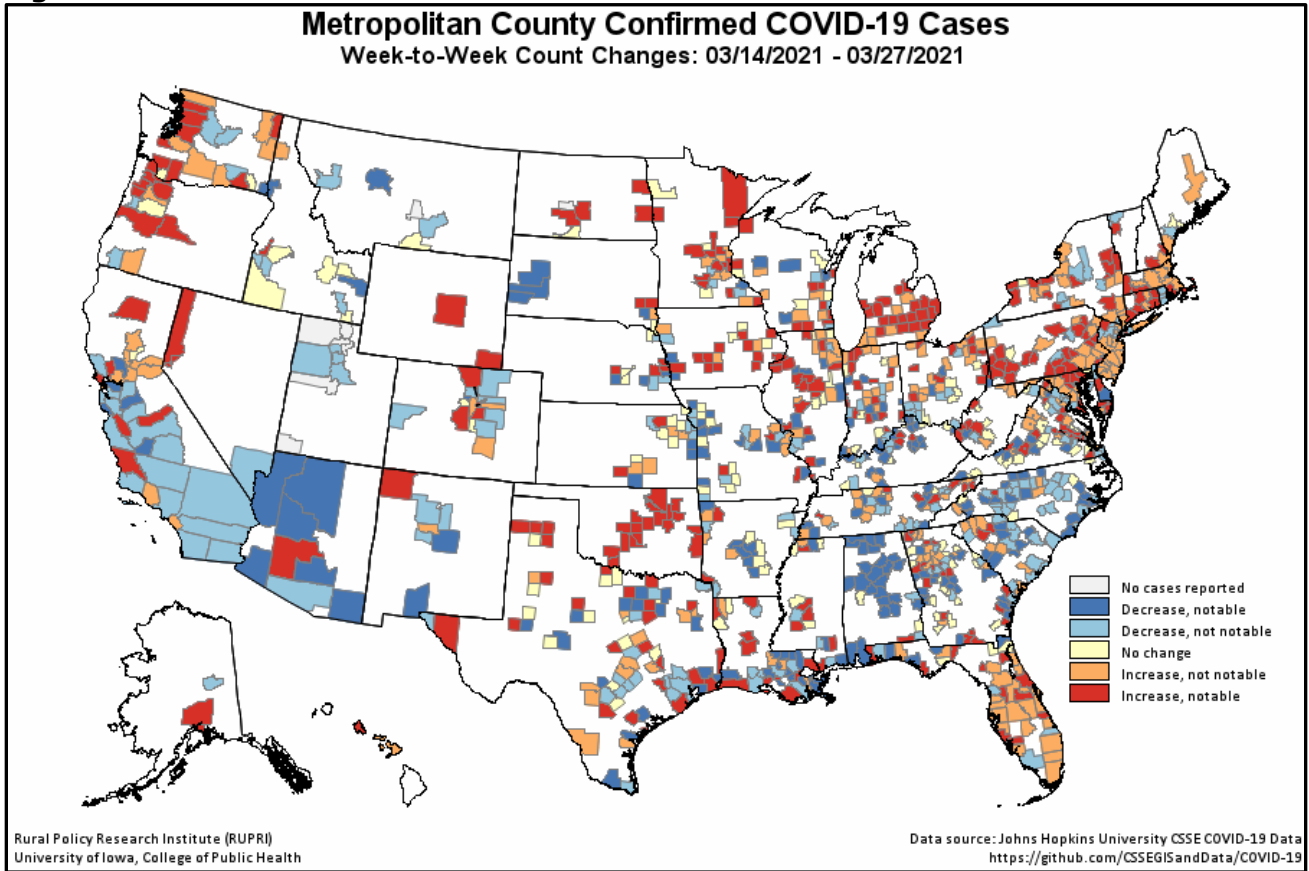 Metropolitan County Confirmed COVID-19 Cases
Week-to-Week Count Changes: 03/14/2021 - 03/27/2021
No cases reported
Decrease, notable
Decrease, not notable
No change
Increase, not notable
Increase, notable
Rural Policy Research Institute (RUPRI)
University of Iowa, College of Public Health
Data source: Johns Hopkins University CSSE COVID-19 Data
https://github.com/CSSEGISandData/COVID-19